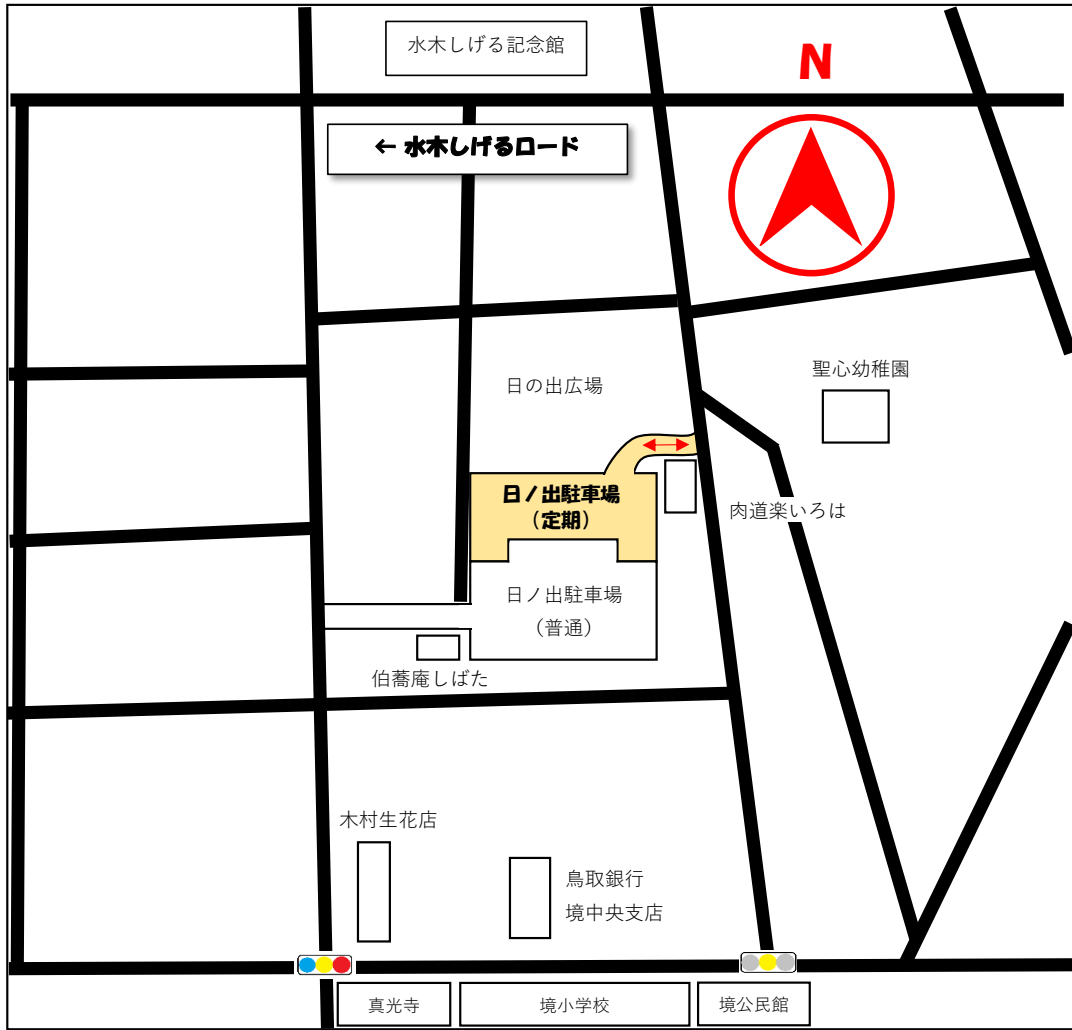 水木しげる記念館
N
← 水木しげるロード
聖心幼稚園
日の出広場
日ノ出駐車場
（定期）
肉道楽いろは
日ノ出駐車場
（普通）
伯蕎庵しばた
木村生花店
鳥取銀行
境中央支店
真光寺
境小学校
境公民館